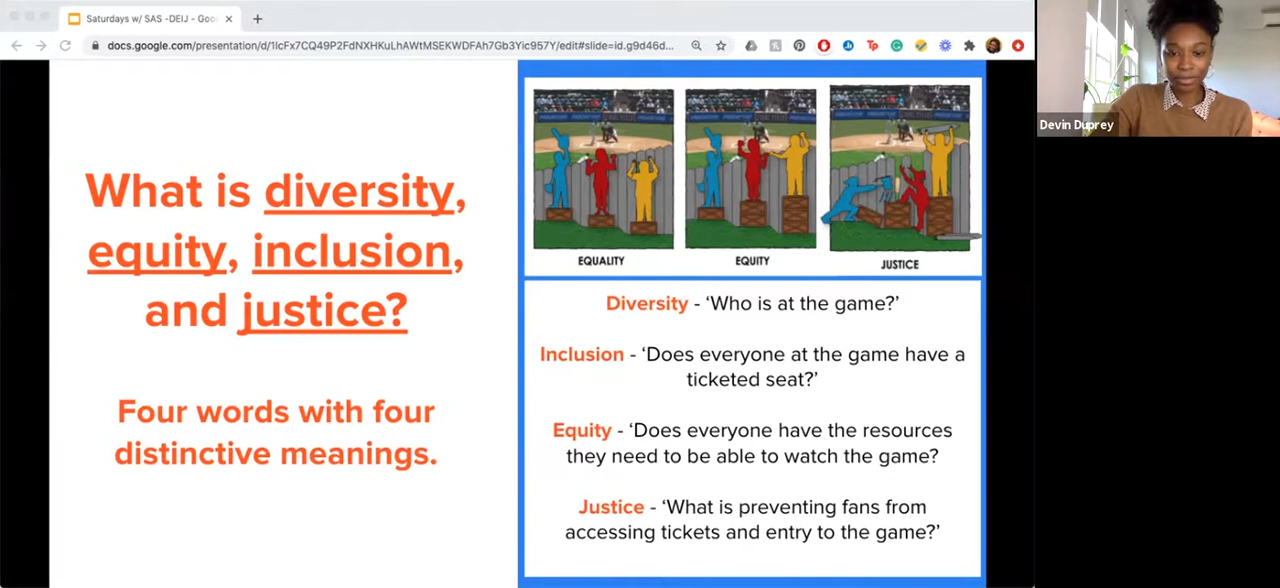 Saturdays w/ SAS -DEIJ - Goo
docs.google.com/presentation/d/1lcFx7CQ49P2FdNXHKuLhAWtMSEKWDFAh7Gb3Yic957Y/edit#slide=id.g9d46d...
Devin Duprey
What is diversity,
equity, inclusion,
and justice?
Four words with four
distinctive meanings.
EQUALITY
EQUITY
JUSTICE
Diversity - ‘Who is at the game?’
Inclusion - ‘Does everyone at the game have a
ticketed seat?’
Equity - ‘Does everyone have the resources
they need to be able to watch the game?
Justice - ‘What is preventing fans from
accessing tickets and entry to the game?’